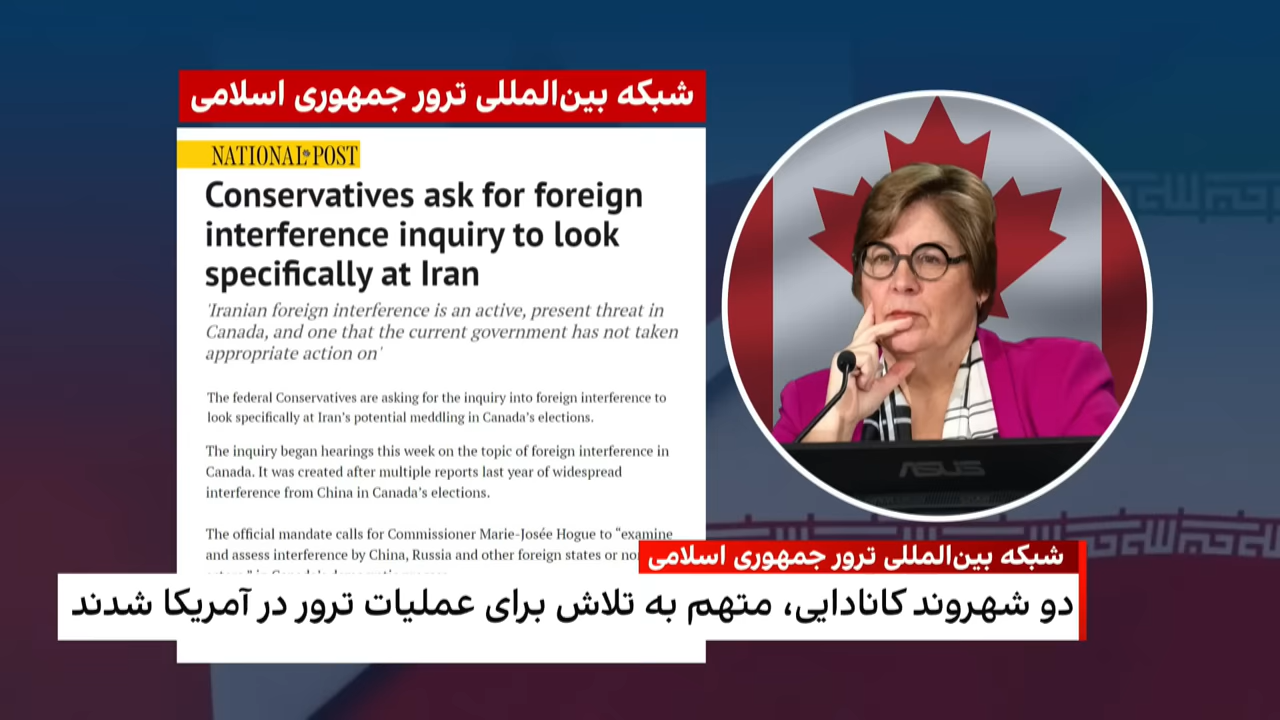 شبکه بین‌المللی ترور جمهوری اسلامی
NATIONAL POST
Conservatives ask for foreign
interference inquiry to look
specifically at Iran
'Iranian foreign interference is an active, present threat in
Canada, and one that the current government has not taken
appropriate action on'
The federal Conservatives are asking for the inquiry into foreign interference to
look specifically at Iran's potential meddling in Canada's elections.
The inquiry began hearings this week on the topic of foreign interference in
Canada. It was created after multiple reports last year of widespread
interference from China in Canada's elections.
The official mandate calls for Commissioner Marie-Josée Hogue to “examine
and assess interference by China, Russia and other foreign states or
ASUS
شبکه بین‌المللی ترور جمهوری اسلامی
دو شهروند کانادایی، متهم به تلاش برای عملیات ترور در آمریکا شدند